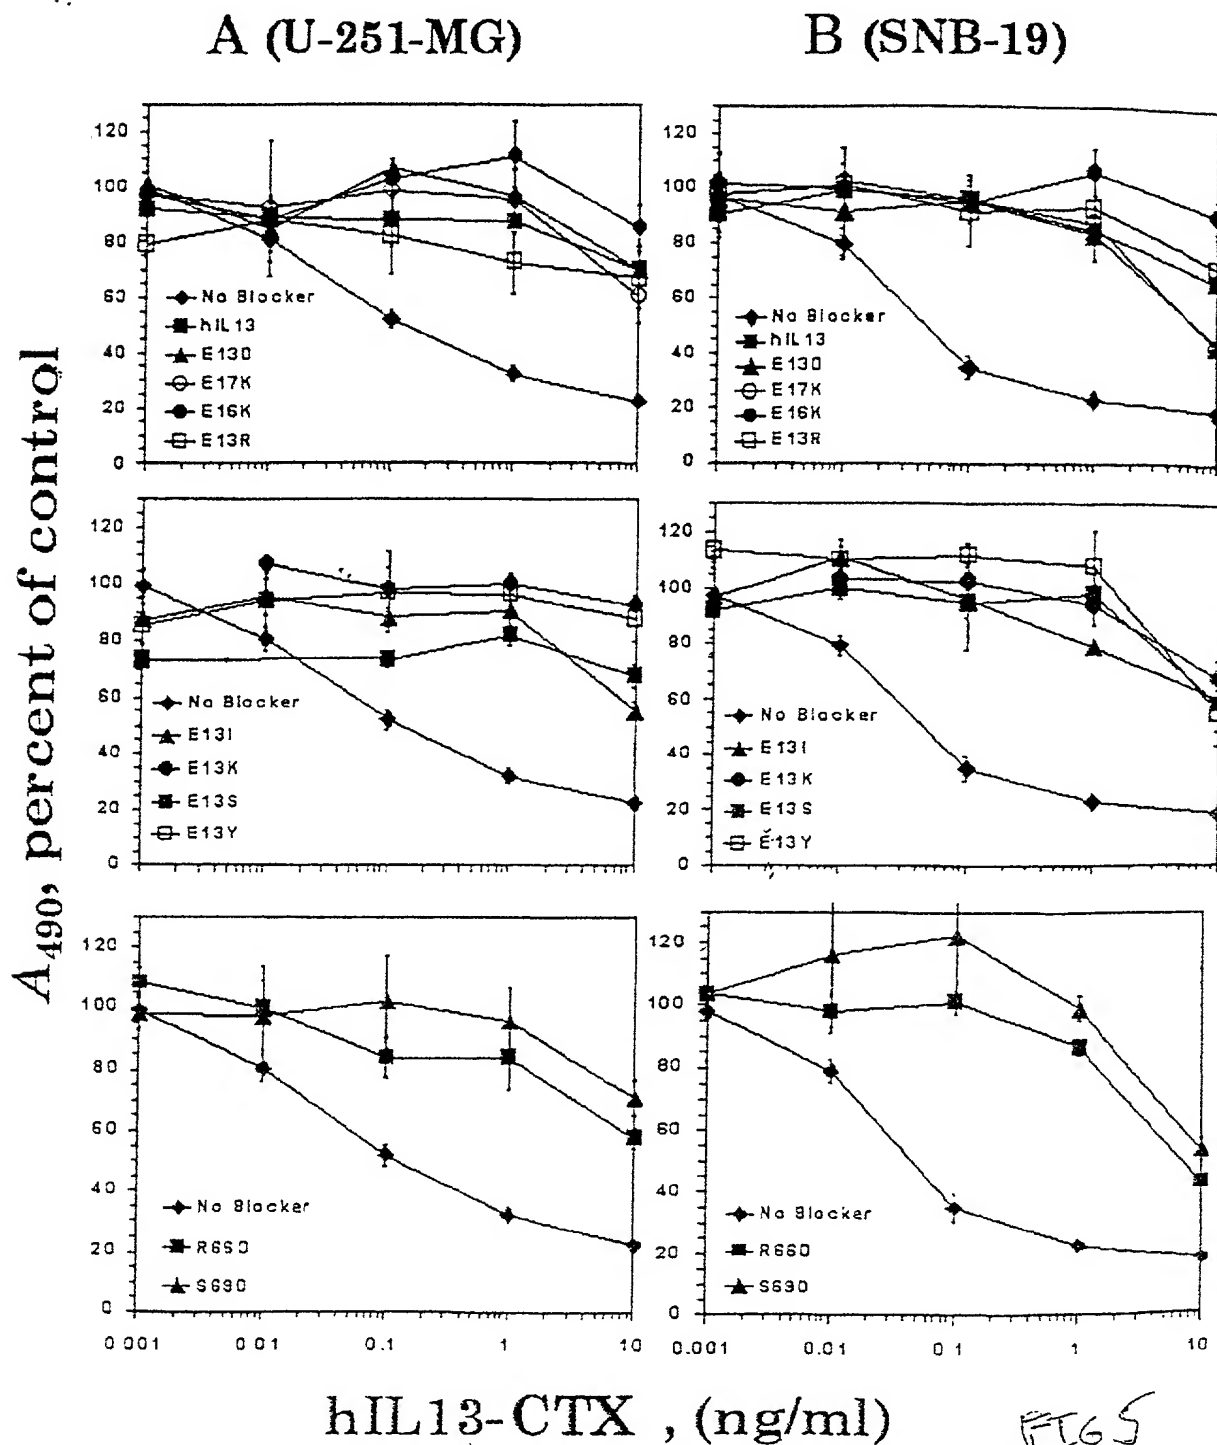 A (U-251-MG)
B (SNB-19)
A490, percent of control
120
100
80
60
40
20
0
No Blocker
hIL13
E13D
E17K
E16K
E13R
120
100
80
60
40
20
0
No Blocker
hIL13
E13D
E17K
E16K
E13R
120
100
80
60
40
20
0
No Blocker
E13I
E13K
E13S
E13Y
120
100
80
60
40
20
0
No Blocker
E13I
E13K
E13S
E13Y
120
100
80
60
40
20
0
No Blocker
R66D
S69D
0.001 0.01 0.1 1 10
120
100
80
60
40
20
0
No Blocker
R66D
S69D
0.001 0.01 0.1 1 10
hIL13-CTX , (ng/ml)
FIG 5